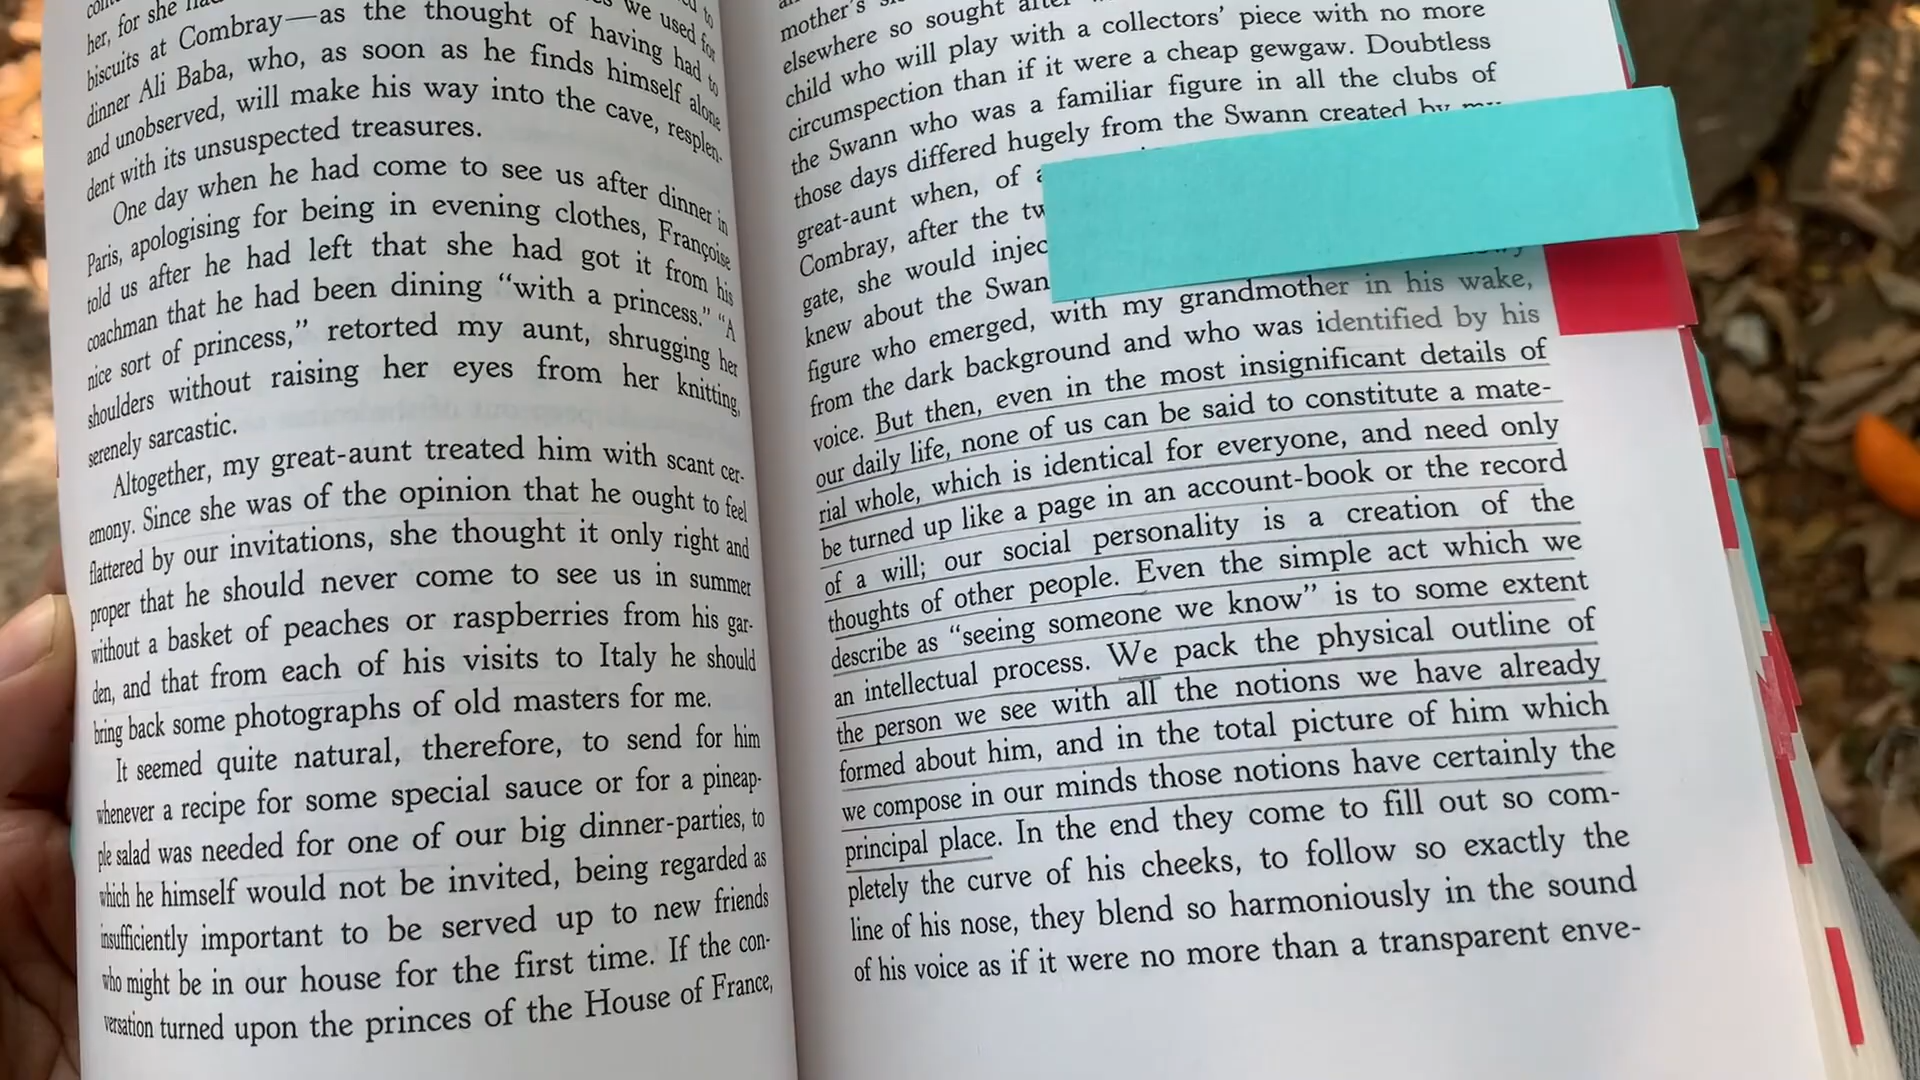 her, for she had
biscuits at Combray—as the thought of having had to
dinner Ali Baba, who, as soon as he finds himself alone
and unobserved, will make his way into the cave, resplen-
dent with its unsuspected treasures.
One day when he had come to see us after dinner in
Paris, apologising for being in evening clothes, Françoise
told us after he had left that she had got it from his
coachman that he had been dining “with a princess.” “A
nice sort of princess,” retorted my aunt, shrugging her
shoulders without raising her eyes from her knitting,
serenely sarcastic.
Altogether, my great-aunt treated him with scant cer-
emony. Since she was of the opinion that he ought to feel
flattered by our invitations, she thought it only right and
proper that he should never come to see us in summer
without a basket of peaches or raspberries from his gar-
den, and that from each of his visits to Italy he should
bring back some photographs of old masters for me.
It seemed quite natural, therefore, to send for him
whenever a recipe for some special sauce or for a pineap-
ple salad was needed for one of our big dinner-parties, to
which he himself would not be invited, being regarded as
insufficiently important to be served up to new friends
who might be in our house for the first time. If the con-
versation turned upon the princes of the House of France,
mother's
elsewhere so sought after
child who will play with a collectors' piece with no more
circumspection than if it were a cheap gewgaw. Doubtless
the Swann who was a familiar figure in all the clubs of
those days differed hugely from the Swann created by my
great-aunt when, of
Combray, after the
gate, she would
knew about the
figure who emerged, with my grandmother in his wake,
from the dark background and who was identified by his
voice. But then, even in the most insignificant details of
our daily life, none of us can be said to constitute a mate-
rial whole, which is identical for everyone, and need only
be turned up like a page in an account-book or the record
of a will; our social personality is a creation of the
thoughts of other people. Even the simple act which we
describe as “seeing someone we know” is to some extent
an intellectual process. We pack the physical outline of
the person we see with all the notions we have already
formed about him, and in the total picture of him which
we compose in our minds those notions have certainly the
principal place. In the end they come to fill out so com-
pletely the curve of his cheeks, to follow so exactly the
line of his nose, they blend so harmoniously in the sound
of his voice as if it were no more than a transparent enve-